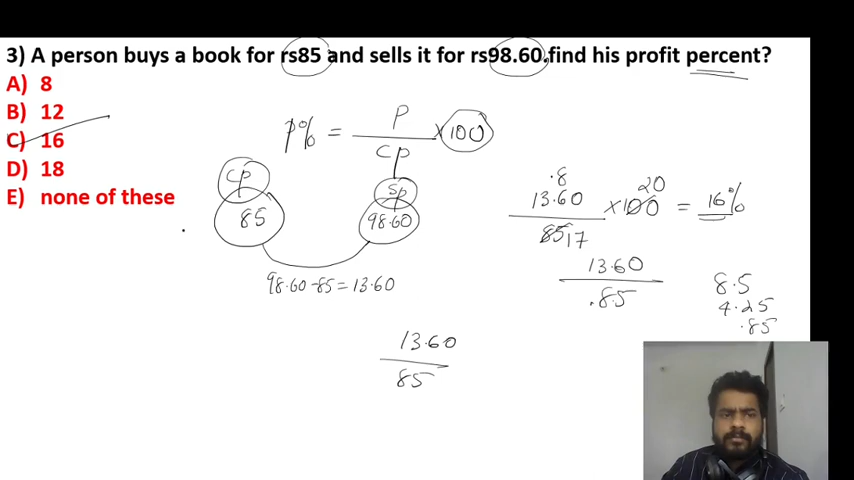 3) A person buys a book for rs85 and sells it for rs98.60.find his profit percent?
A) 8
B) 12
C) 16
D) 18
E) none of these
P% = P / CP × 100
CP
85
SP
98.60
98.60-85=13.60
.8 20
13.60 / 85 17 × 100 = 16%
13.60
.85
8.5
4.25
.85
13.60
85